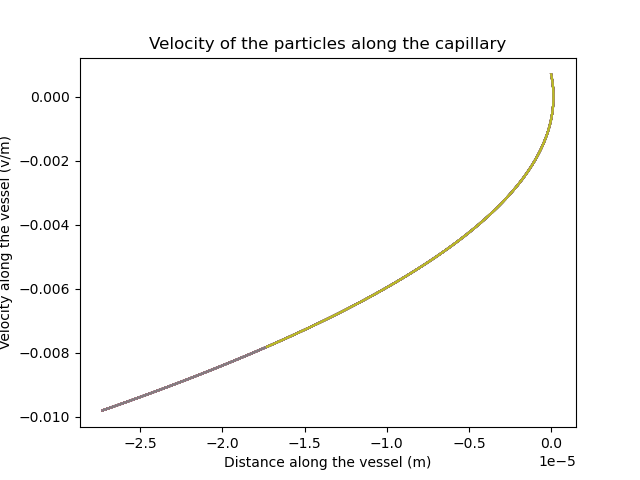 Velocity of the particles along the capillary
Velocity along the vessel (v/m)
0.000
−0.002
−0.004
−0.006
−0.008
−0.010
−2.5 −2.0 −1.5 −1.0 −0.5 0.0
1e−5
Distance along the vessel (m)